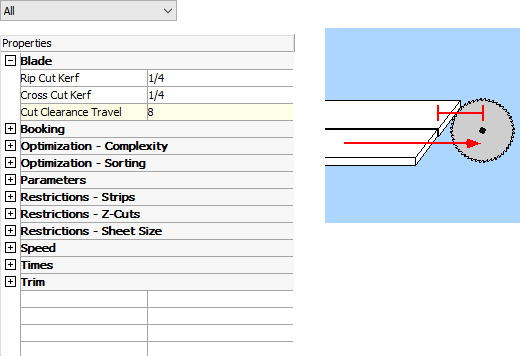 All
Properties
Blade
Rip Cut Kerf 1/4
Cross Cut Kerf 1/4
Cut Clearance Travel 8
Booking
Optimization - Complexity
Optimization - Sorting
Parameters
Restrictions - Strips
Restrictions - Z-Cuts
Restrictions - Sheet Size
Speed
Times
Trim